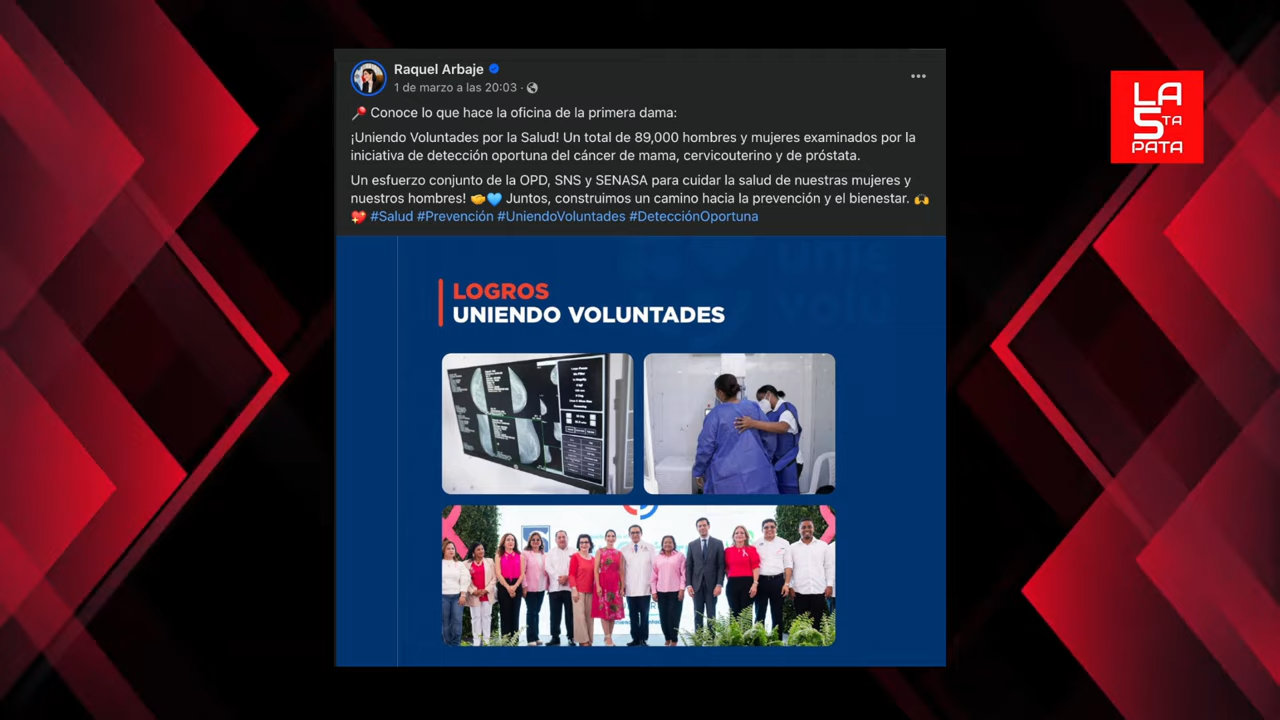 Raquel Arbaje
1 de marzo a las 20:03 ·
📍 Conoce lo que hace la oficina de la primera dama:
¡Uniendo Voluntades por la Salud! Un total de 89,000 hombres y mujeres examinados por la
iniciativa de detección oportuna del cáncer de mama, cervicouterino y de próstata.
Un esfuerzo conjunto de la OPD, SNS y SENASA para cuidar la salud de nuestras mujeres y
nuestros hombres! 🤝💙 Juntos, construimos un camino hacia la prevención y el bienestar. 🙌
💖 #Salud #Prevención #UniendoVoluntades #DetecciónOportuna
LOGROS
UNIENDO VOLUNTADES
LA
5TA
PATA